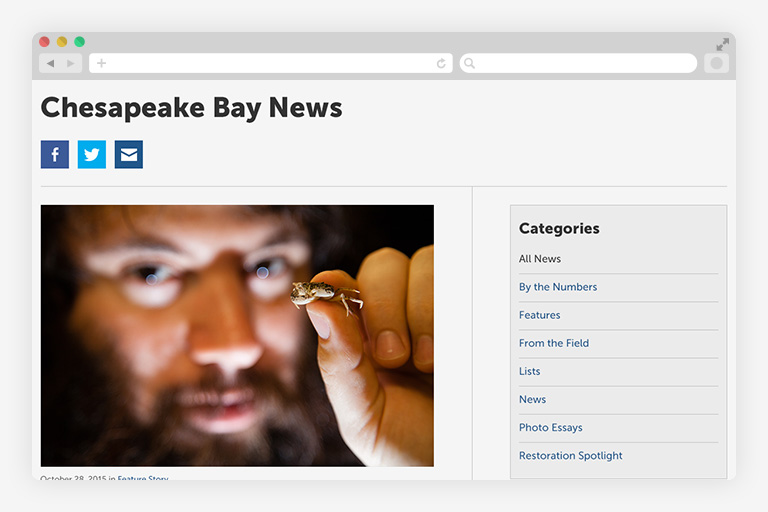 Chesapeake Bay News
Categories
All News
By the Numbers
Features
From the Field
Lists
News
Photo Essays
Restoration Spotlight
October 28, 2015 in Feature Story